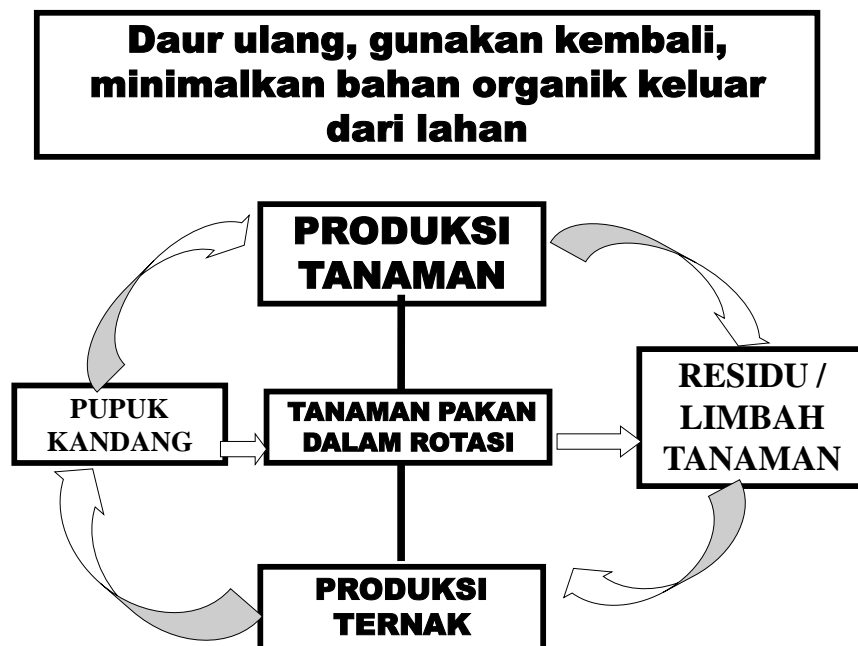 Daur ulang, gunakan kembali,
minimalkan bahan organik keluar
dari lahan
PRODUKSI
TANAMAN
PUPUK
KANDANG
TANAMAN PAKAN
DALAM ROTASI
RESIDU /
LIMBAH
TANAMAN
PRODUKSI
TERNAK